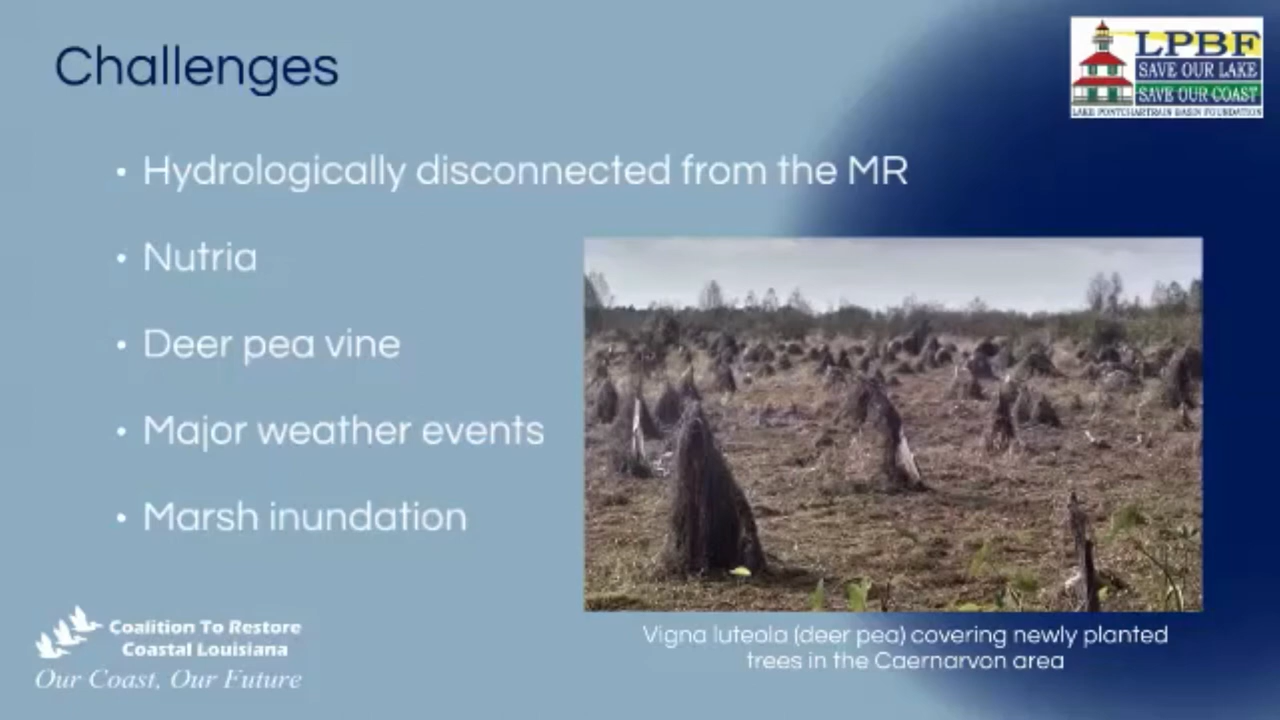 Challenges
LPBF
SAVE OUR LAKE
SAVE OUR COAST
LAKE PONTCHARTRAIN BASIN FOUNDATION
• Hydrologically disconnected from the MR
• Nutria
• Deer pea vine
• Major weather events
• Marsh inundation
Vigna luteola (deer pea) covering newly planted
trees in the Caernarvon area
Coalition To Restore
Coastal Louisiana
Our Coast, Our Future